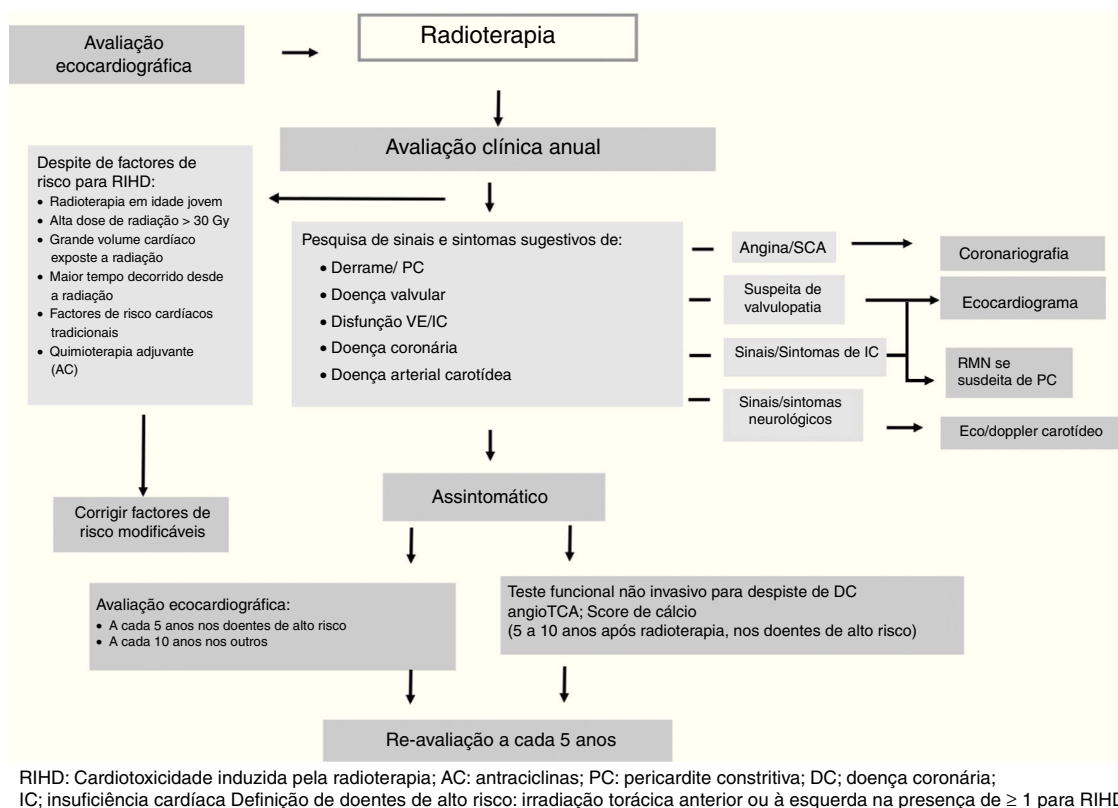 Avaliação
ecocardiográfica
Radioterapia
Avaliação clínica anual
Despite de factores de
risco para RIHD:
• Radioterapia em idade jovem
• Alta dose de radiação > 30 Gy
• Grande volume cardíaco
exposte a radiação
• Maior tempo decorrido desde
a radiação
• Factores de risco cardíacos
tradicionais
• Quimioterapia adjuvante
(AC)
Pesquisa de sinais e sintomas sugestivos de:
• Derrame/ PC
• Doença valvular
• Disfunção VE/IC
• Doença coronária
• Doença arterial carotídea
Angina/SCA
Coronariografia
Suspeita de
valvulopatia
Ecocardiograma
Sinais/Sintomas de IC
RMN se
susdeita de PC
Sinais/sintomas
neurológicos
Eco/doppler carotídeo
Corrigir factores de
risco modificáveis
Assintomático
Avaliação ecocardiográfica:
• A cada 5 anos nos doentes de alto risco
• A cada 10 anos nos outros
Teste funcional não invasivo para despiste de DC
angioTCA; Score de cálcio
(5 a 10 anos após radioterapia, nos doentes de alto risco)
Re-avaliação a cada 5 anos
RIHD: Cardiotoxicidade induzida pela radioterapia; AC: antraciclinas; PC: pericardite constritiva; DC; doença coronária;
IC; insuficiência cardíaca Definição de doentes de alto risco: irradiação torácica anterior ou à esquerda na presença de ≥ 1 para RIHD